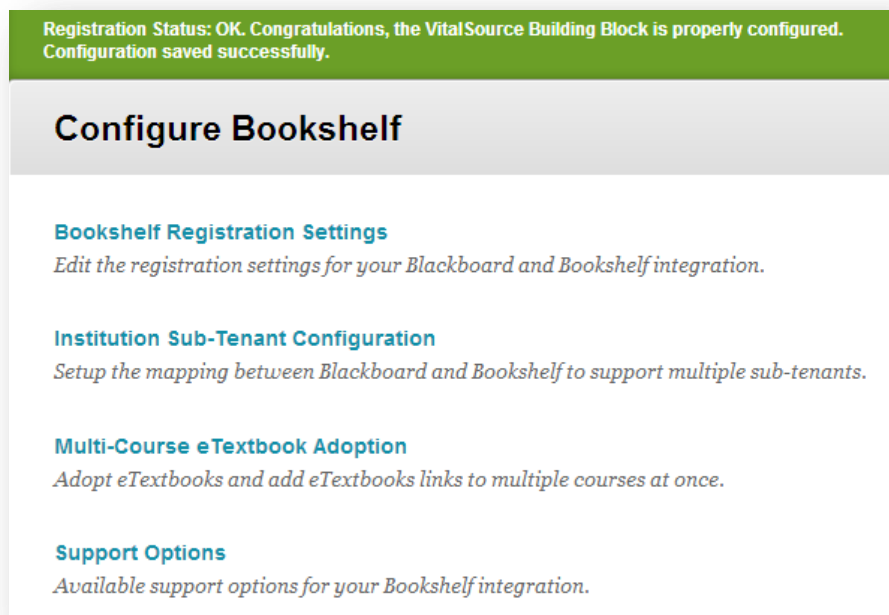 Registration Status: OK. Congratulations, the VitalSource Building Block is properly configured.
Configuration saved successfully.
Configure Bookshelf
Bookshelf Registration Settings
Edit the registration settings for your Blackboard and Bookshelf integration.
Institution Sub-Tenant Configuration
Setup the mapping between Blackboard and Bookshelf to support multiple sub-tenants.
Multi-Course eTextbook Adoption
Adopt eTextbooks and add eTextbooks links to multiple courses at once.
Support Options
Available support options for your Bookshelf integration.